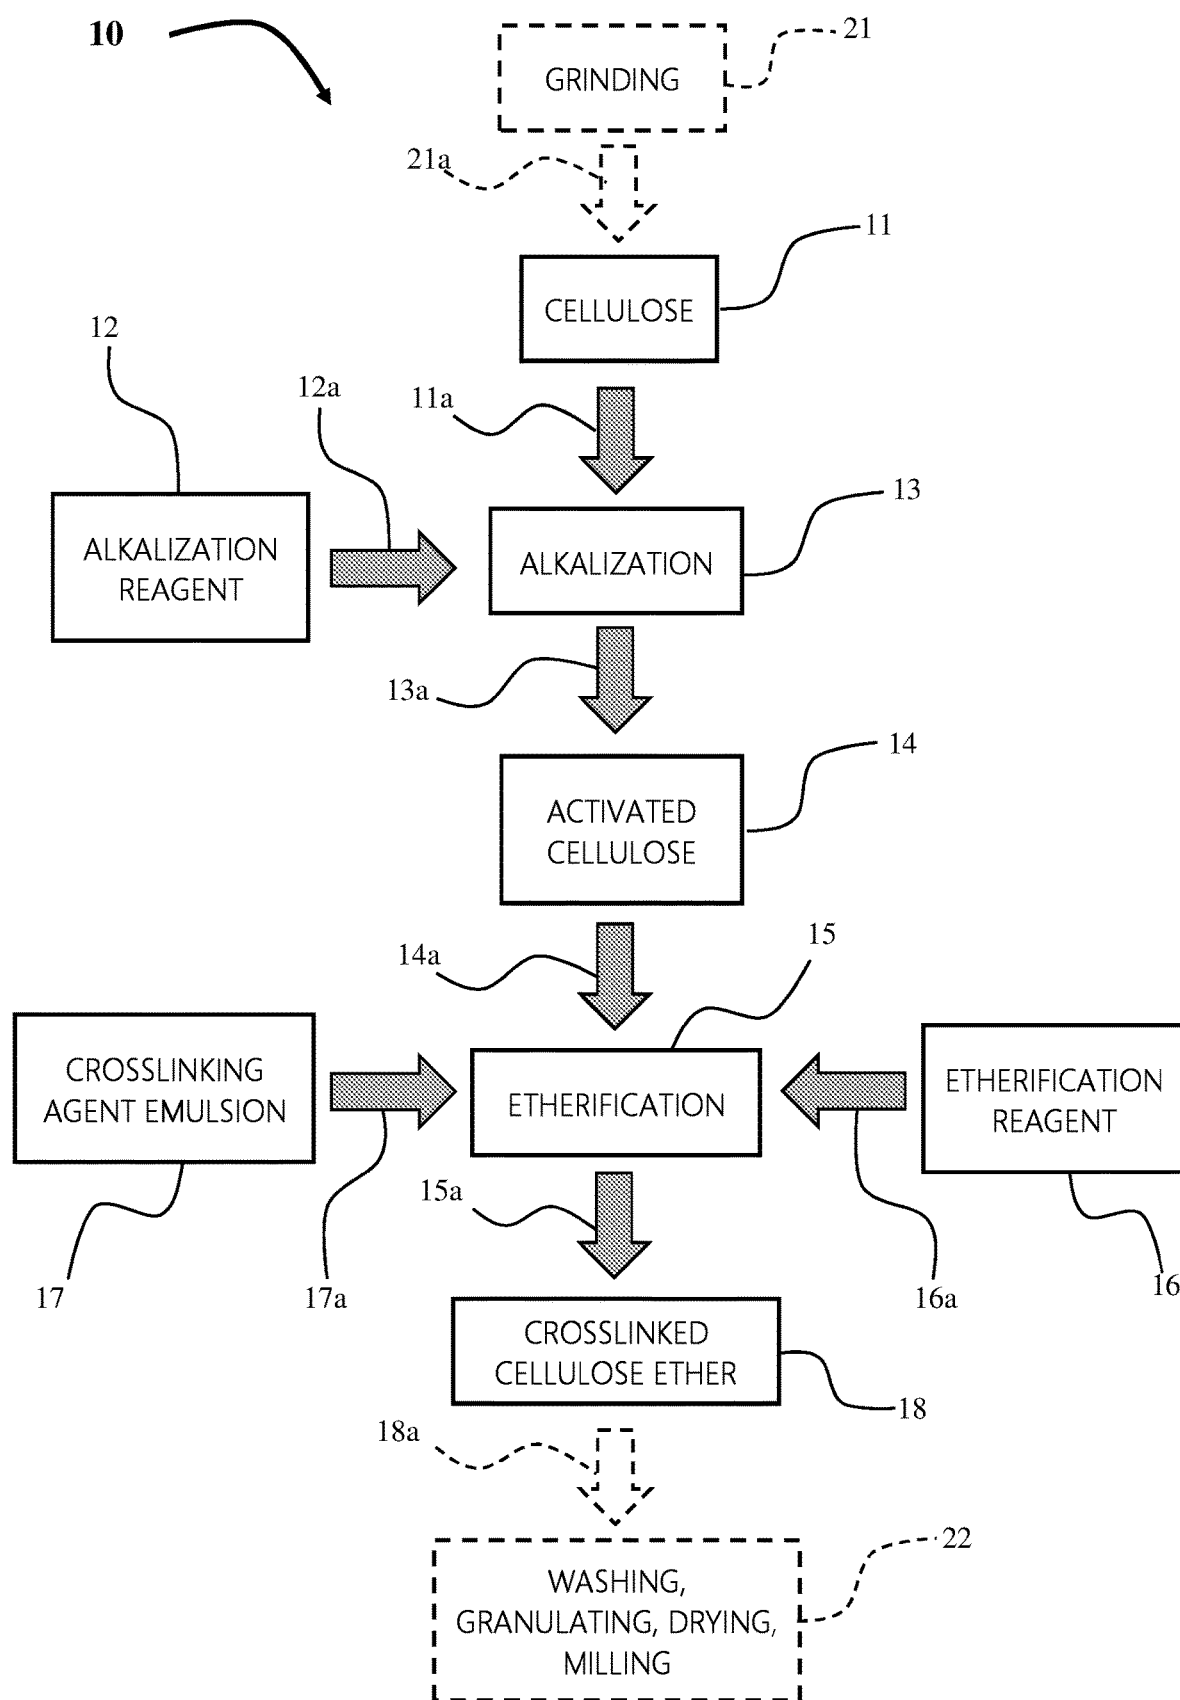 10
21
GRINDING
21a
11
CELLULOSE
12
12a
11a
13
ALKALIZATION
REAGENT
ALKALIZATION
13a
14
ACTIVATED
CELLULOSE
15
14a
CROSSLINKING
AGENT EMULSION
ETHERIFICATION
ETHERIFICATION
REAGENT
15a
17
17a
16a
16
CROSSLINKED
CELLULOSE ETHER
18
18a
22
WASHING,
GRANULATING, DRYING,
MILLING